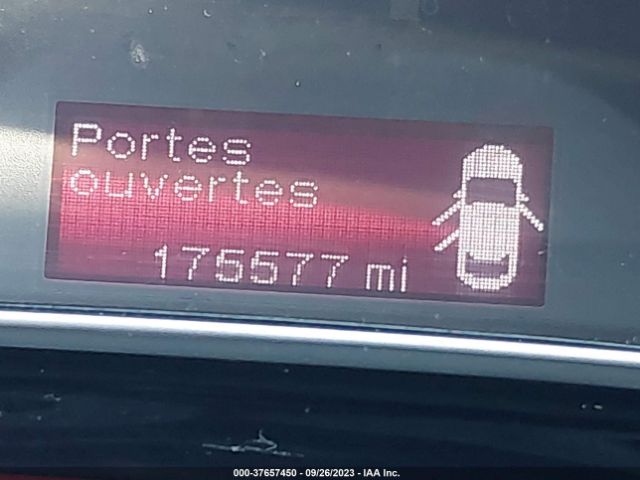 Portes
ouvertes
175577 mi
000-37657450 - 09/26/2023 - IAA Inc.